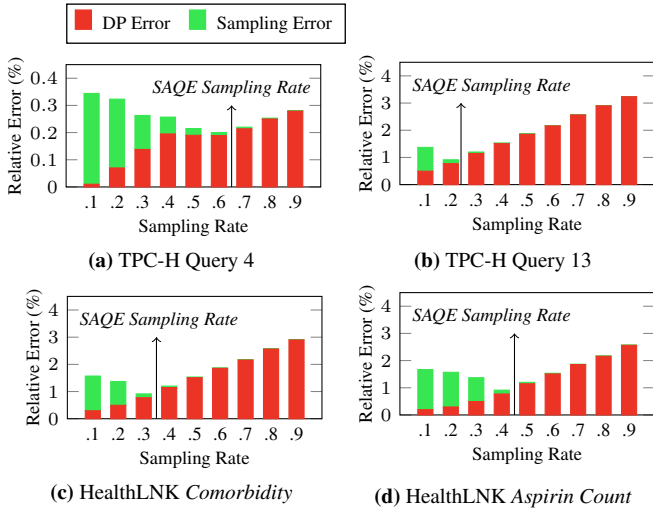 DP Error Sampling Error
0.4
0.3
0.2
0.1
0
Relative Error (%)
SAQE Sampling Rate
.1 .2 .3 .4 .5 .6 .7 .8 .9
Sampling Rate
(a) TPC-H Query 4
4
3
2
1
0
Relative Error (%)
SAQE Sampling Rate
.1 .2 .3 .4 .5 .6 .7 .8 .9
Sampling Rate
(b) TPC-H Query 13
4
3
2
1
0
Relative Error (%)
SAQE Sampling Rate
.1 .2 .3 .4 .5 .6 .7 .8 .9
Sampling Rate
(c) HealthLNK Comorbidity
4
3
2
1
0
Relative Error (%)
SAQE Sampling Rate
.1 .2 .3 .4 .5 .6 .7 .8 .9
Sampling Rate
(d) HealthLNK Aspirin Count